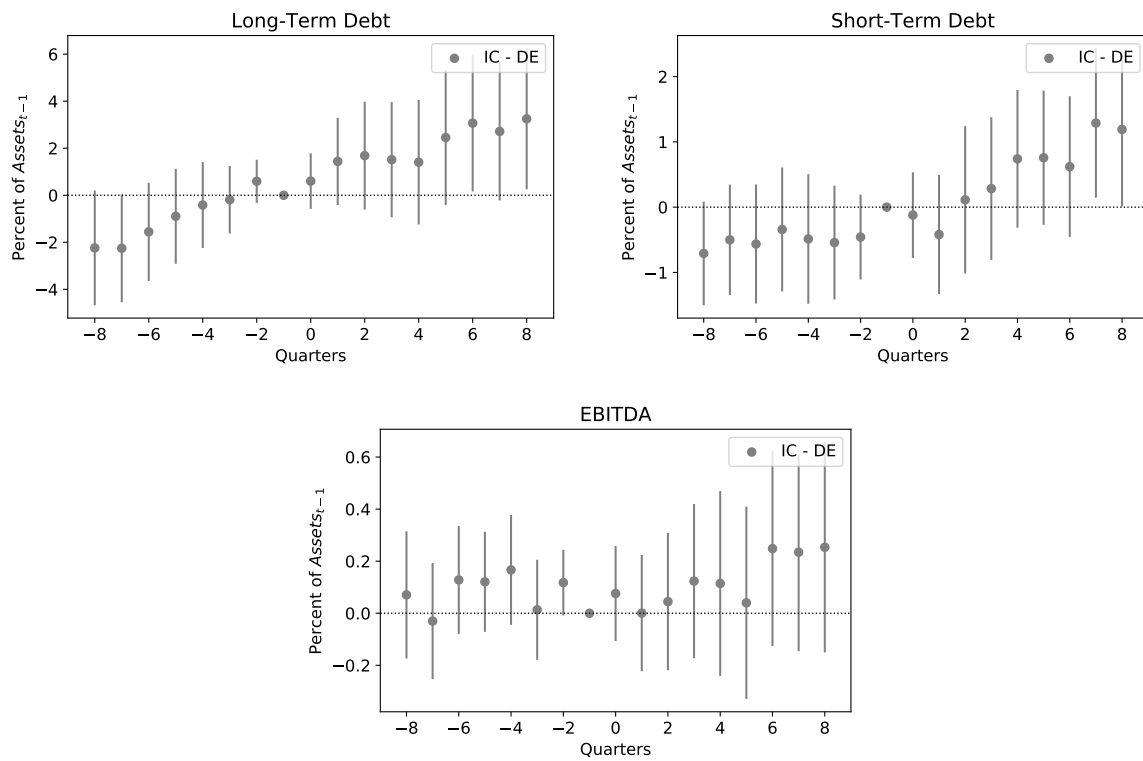 Long-Term Debt
IC - DE
Percent of Assets_{t−1}
6
4
2
0
−2
−4
−8 −6 −4 −2 0 2 4 6 8
Quarters
Short-Term Debt
IC - DE
Percent of Assets_{t−1}
2
1
0
−1
−8 −6 −4 −2 0 2 4 6 8
Quarters
EBITDA
IC - DE
Percent of Assets_{t−1}
0.6
0.4
0.2
0.0
−0.2
−8 −6 −4 −2 0 2 4 6 8
Quarters